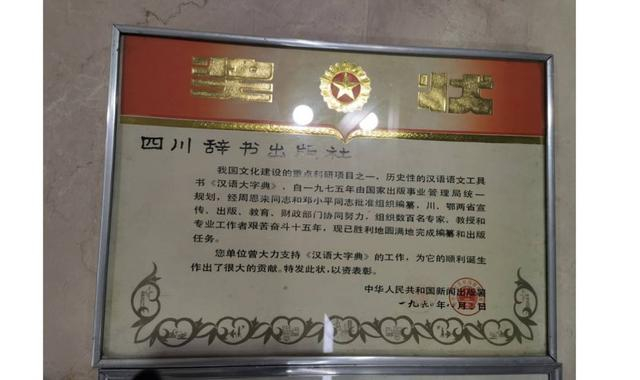 奖状
四川辞书出版社
我国文化建设的重点科研项目之一、历史性的汉语语文工具
书《汉语大字典》，自一九七五年由国家出版事业管理局统一
规划，经周恩来同志和邓小平同志批准组织编纂，川、鄂两省宣
传、出版、教育、财政部门协同努力，组织数百名专家、教授和
专业工作者艰苦奋斗十五年，现已胜利地圆满地完成编纂和出版
任务。
您单位曾大力支持《汉语大字典》的工作，为它的顺利诞生
作出了很大的贡献。特发此状，以资表彰。
中华人民共和国新闻出版署
一九九〇年 月 日